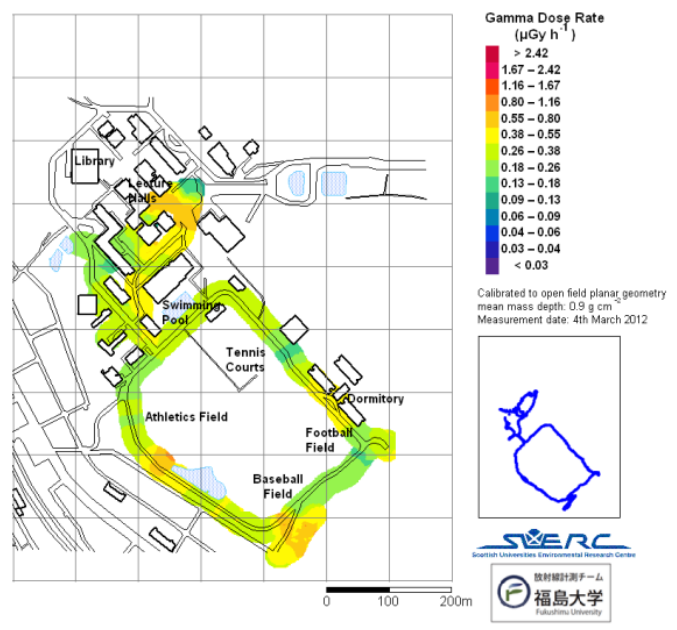 Gamma Dose Rate
(µGy h⁻¹)
> 2.42
1.67 – 2.42
1.16 – 1.67
0.80 – 1.16
0.55 – 0.80
0.38 – 0.55
0.26 – 0.38
0.18 – 0.26
0.13 – 0.18
0.09 – 0.13
0.06 – 0.09
0.04 – 0.06
0.03 – 0.04
< 0.03
Library
Lecture
Halls
Swimming
Pool
Tennis
Courts
Dormitory
Athletics Field
Football
Field
Baseball
Field
Calibrated to open field planar geometry
mean mass depth: 0.9 g cm⁻²
Measurement date: 4th March 2012
0 100 200m
SUERC
Scottish Universities Environmental Research Centre
放射線計測チーム
福島大学
Fukushima University